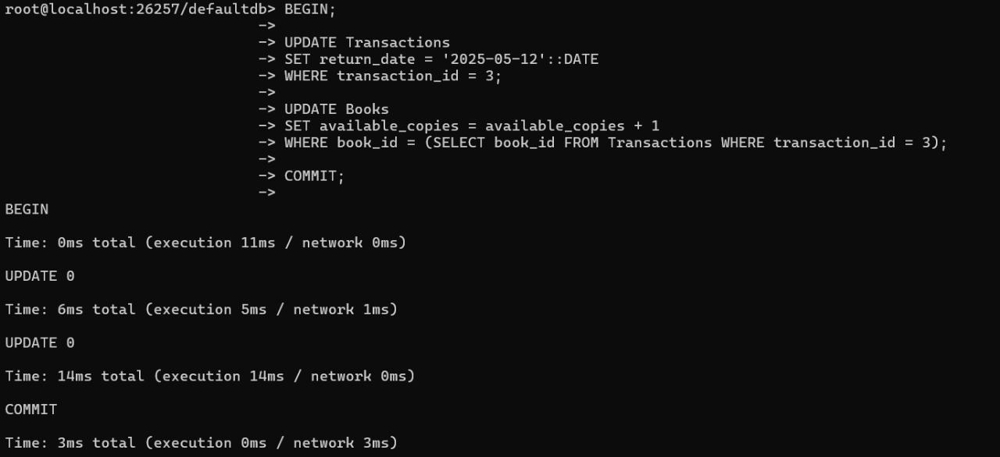 root@localhost:26257/defaultdb> BEGIN;
->
-> UPDATE Transactions
-> SET return_date = '2025-05-12'::DATE
-> WHERE transaction_id = 3;
->
-> UPDATE Books
-> SET available_copies = available_copies + 1
-> WHERE book_id = (SELECT book_id FROM Transactions WHERE transaction_id = 3);
->
-> COMMIT;
->
BEGIN
Time: 0ms total (execution 11ms / network 0ms)
UPDATE 0
Time: 6ms total (execution 5ms / network 1ms)
UPDATE 0
Time: 14ms total (execution 14ms / network 0ms)
COMMIT
Time: 3ms total (execution 0ms / network 3ms)